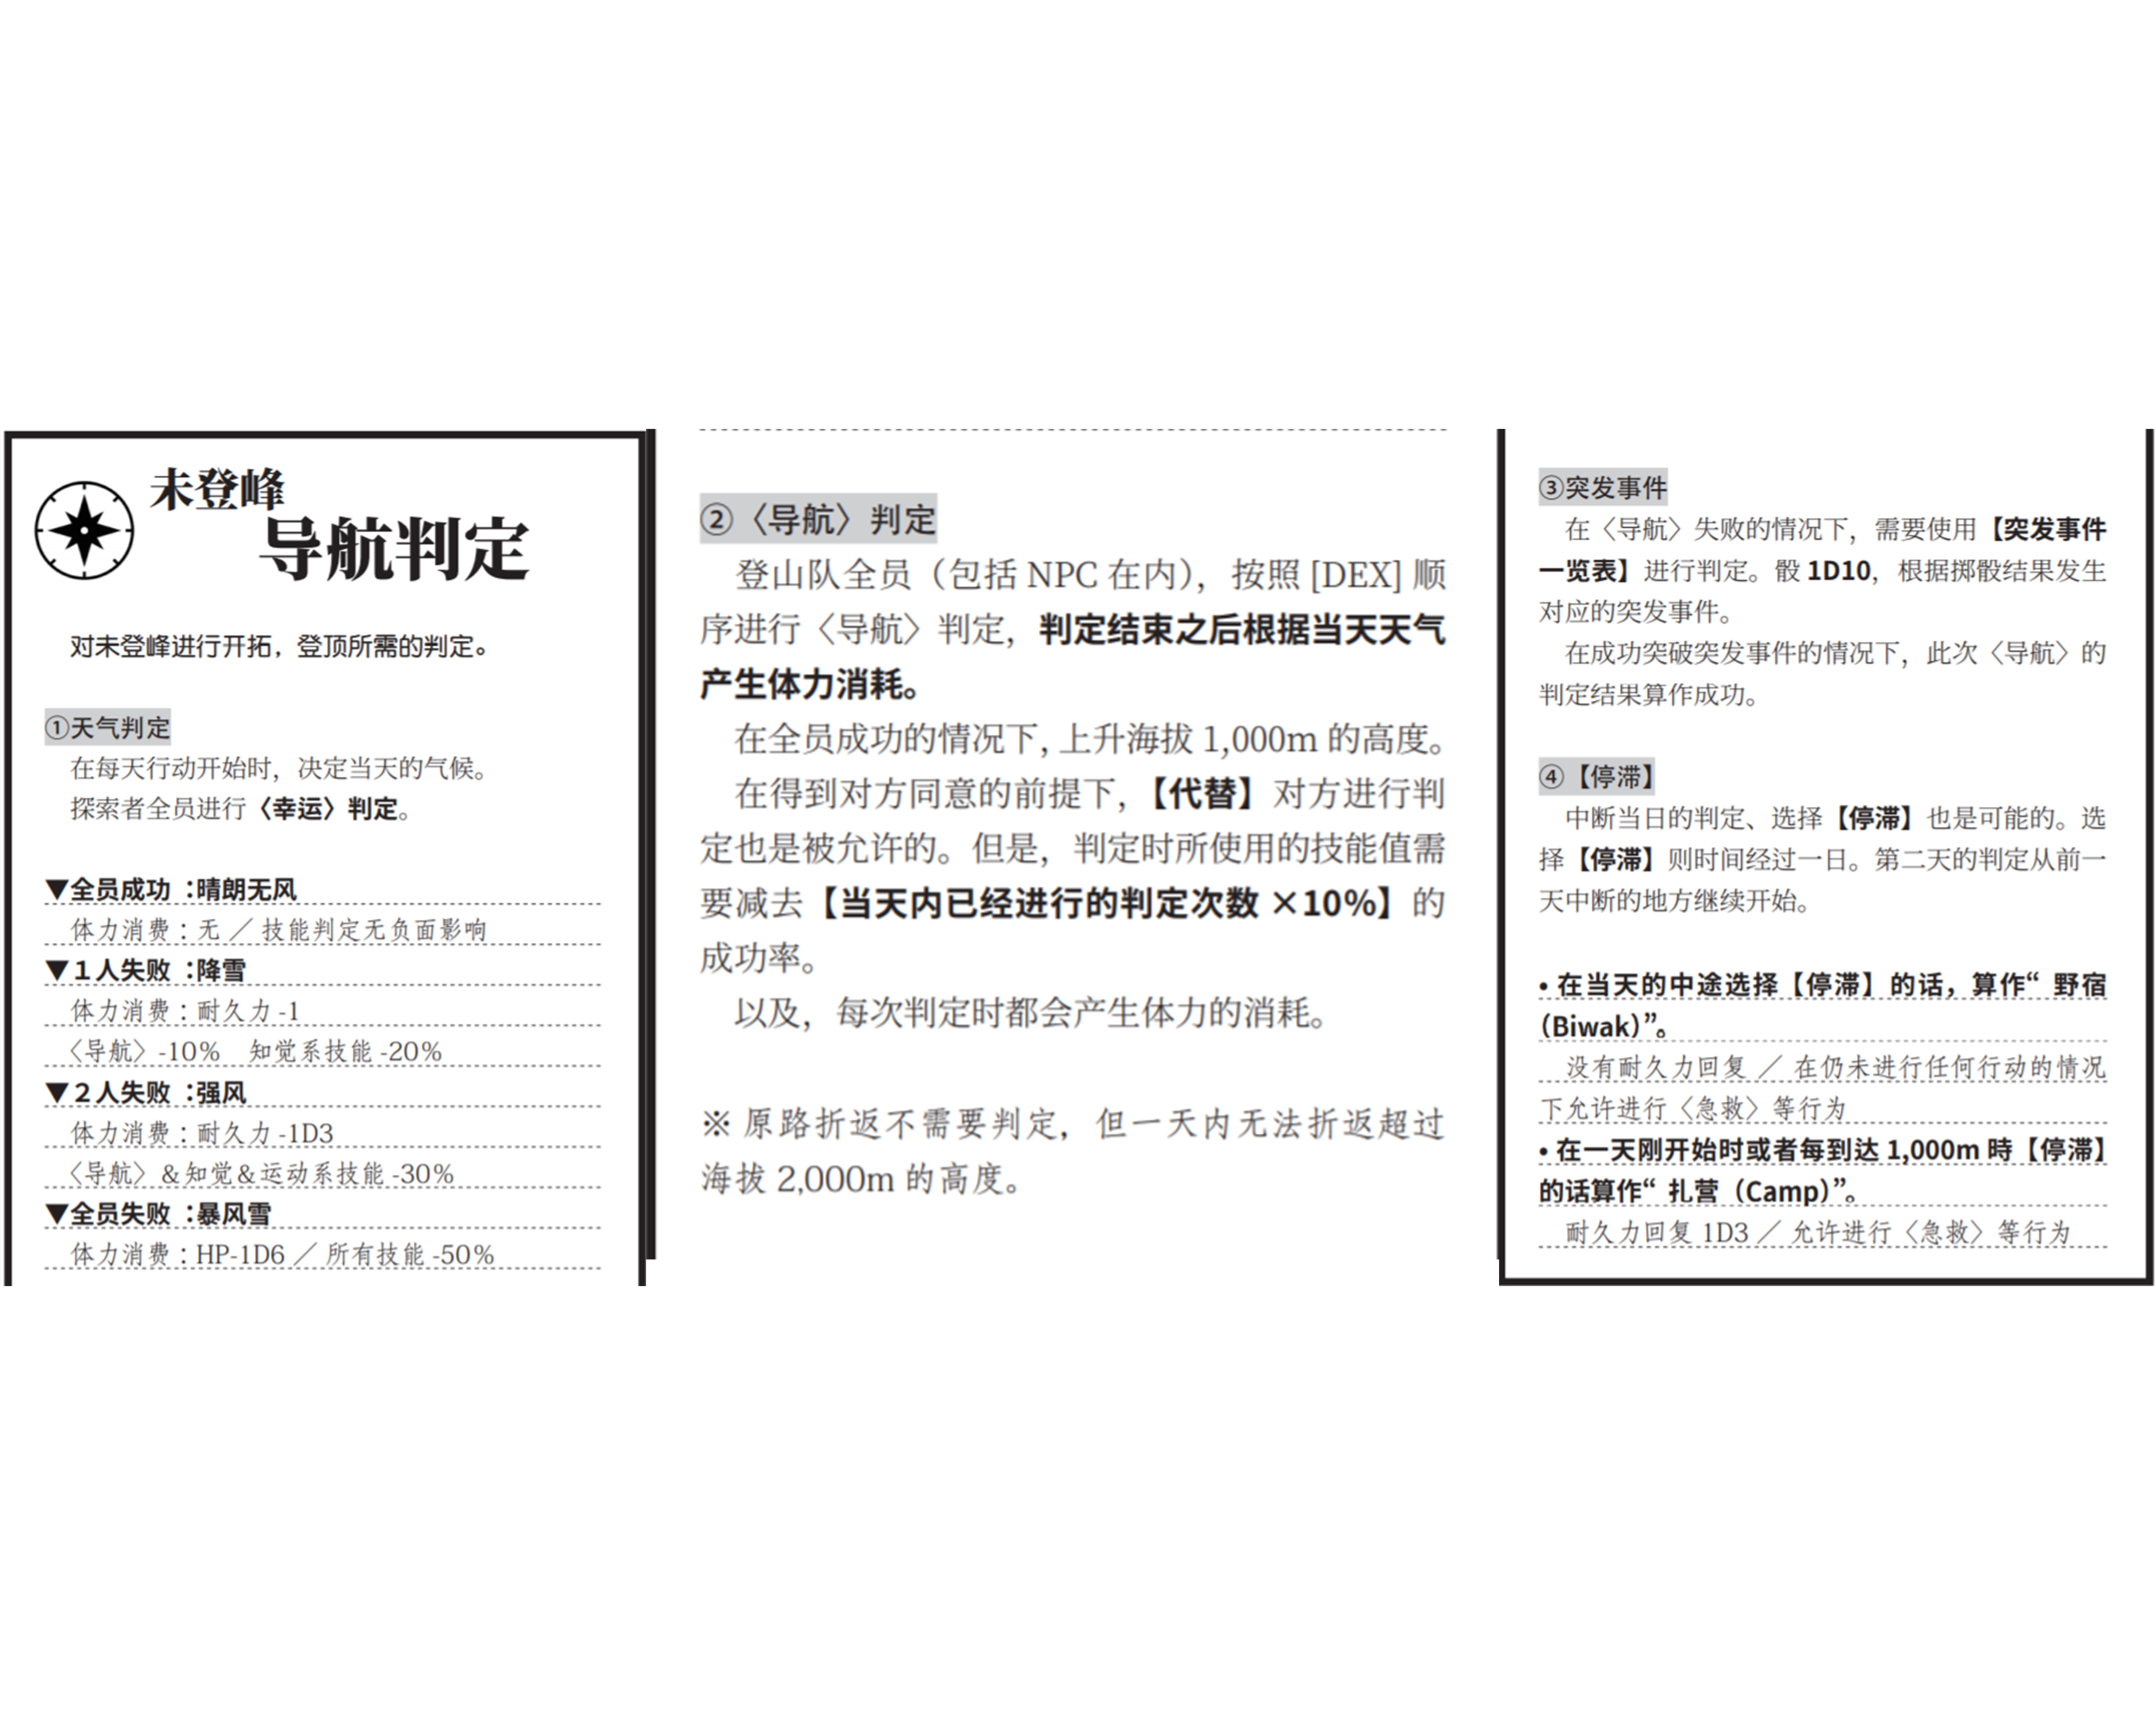 未登峰
导航判定
对未登峰进行开拓，登顶所需的判定。
①天气判定
在每天行动开始时，决定当天的气候。
探索者全员进行〈幸运〉判定。
▼全员成功：晴朗无风
体力消费：无／技能判定无负面影响
▼1人失败：降雪
体力消费：耐久力-1
〈导航〉-10% 知觉系技能-20%
▼2人失败：强风
体力消费：耐久力-1D3
〈导航〉&知觉&运动系技能-30%
▼全员失败：暴风雪
体力消费：HP-1D6／所有技能-50%
②〈导航〉判定
登山队全员（包括 NPC 在内），按照 [DEX] 顺
序进行〈导航〉判定，判定结束之后根据当天天气
产生体力消耗。
在全员成功的情况下，上升海拔 1,000m 的高度。
在得到对方同意的前提下，【代替】对方进行判
定也是被允许的。但是，判定时所使用的技能值需
要减去【当天内已经进行的判定次数 ×10%】的
成功率。
以及，每次判定时都会产生体力的消耗。
※ 原路折返不需要判定，但一天内无法折返超过
海拔 2,000m 的高度。
③突发事件
在〈导航〉失败的情况下，需要使用【突发事件
一览表】进行判定。骰 1D10，根据掷骰结果发生
对应的突发事件。
在成功突破突发事件的情况下，此次〈导航〉的
判定结果算作成功。
④【停滞】
中断当日的判定、选择【停滞】也是可能的。选
择【停滞】则时间经过一日。第二天的判定从前一
天中断的地方继续开始。
• 在当天的中途选择【停滞】的话，算作“ 野宿
（Biwak）”。
没有耐久力回复／在仍未进行任何行动的情况
下允许进行〈急救〉等行为
• 在一天刚开始时或者每到达 1,000m 時【停滞】
的话算作“ 扎营（Camp）”。
耐久力回复 1D3／允许进行〈急救〉等行为